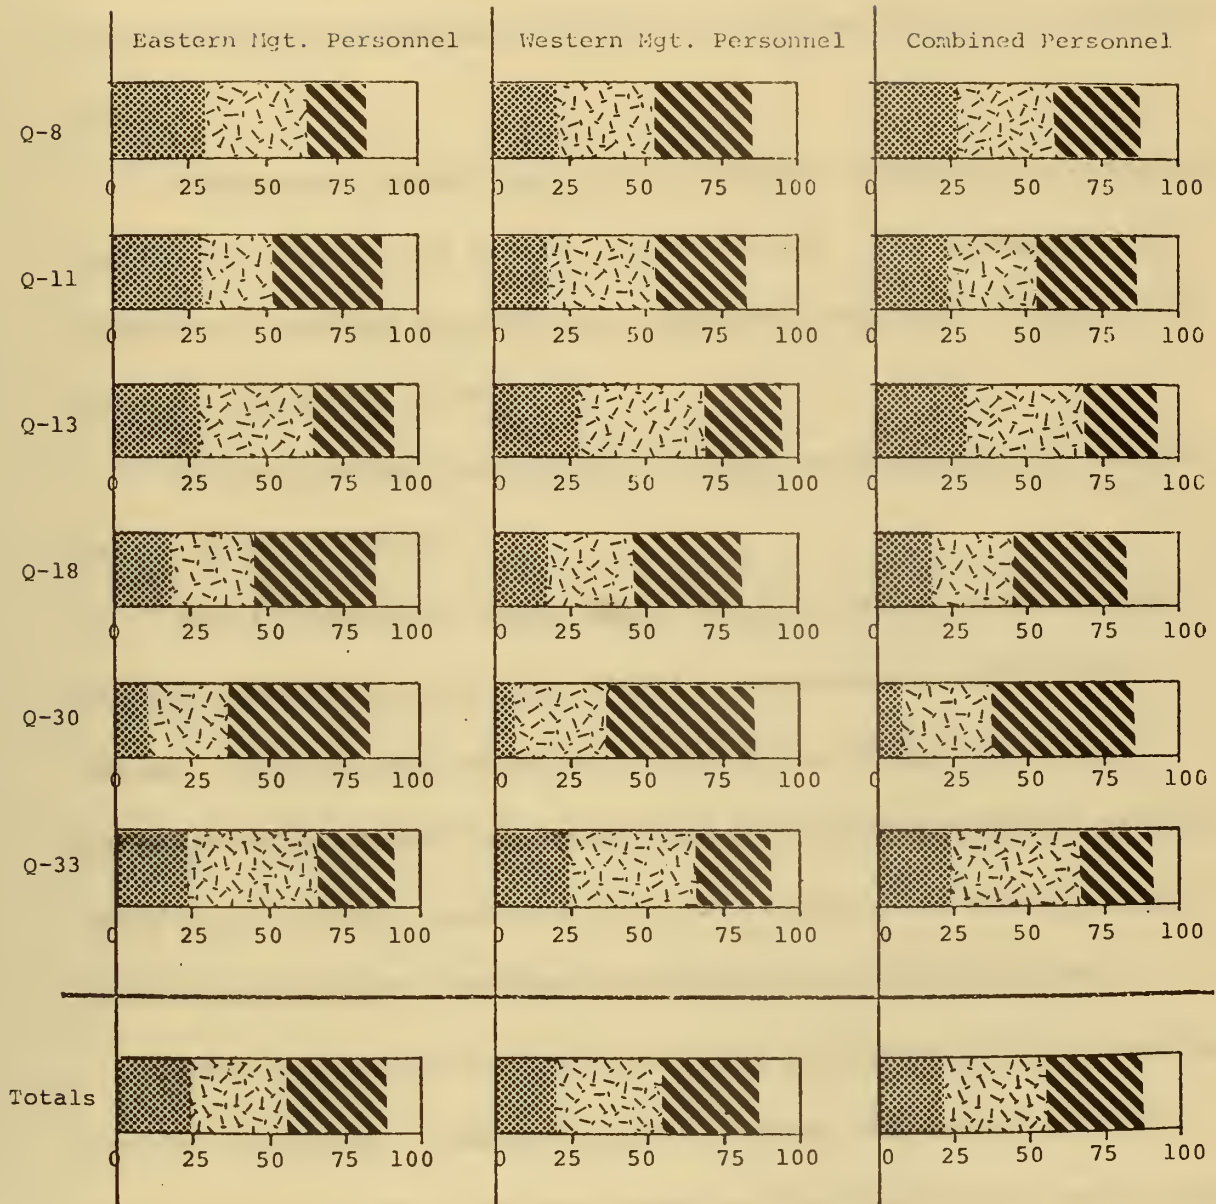 Eastern Mgt. Personnel Western Mgt. Personnel Combined Personnel
Q-8
0 25 50 75 100 0 25 50 75 100 0 25 50 75 100
Q-11
0 25 50 75 100 0 25 50 75 100 0 25 50 75 100
Q-13
0 25 50 75 100 0 25 50 75 100 0 25 50 75 100
Q-18
0 25 50 75 100 0 25 50 75 100 0 25 50 75 100
Q-30
0 25 50 75 100 0 25 50 75 100 0 25 50 75 100
Q-33
0 25 50 75 100 0 25 50 75 100 0 25 50 75 100
Totals
0 25 50 75 100 0 25 50 75 100 0 25 50 75 100